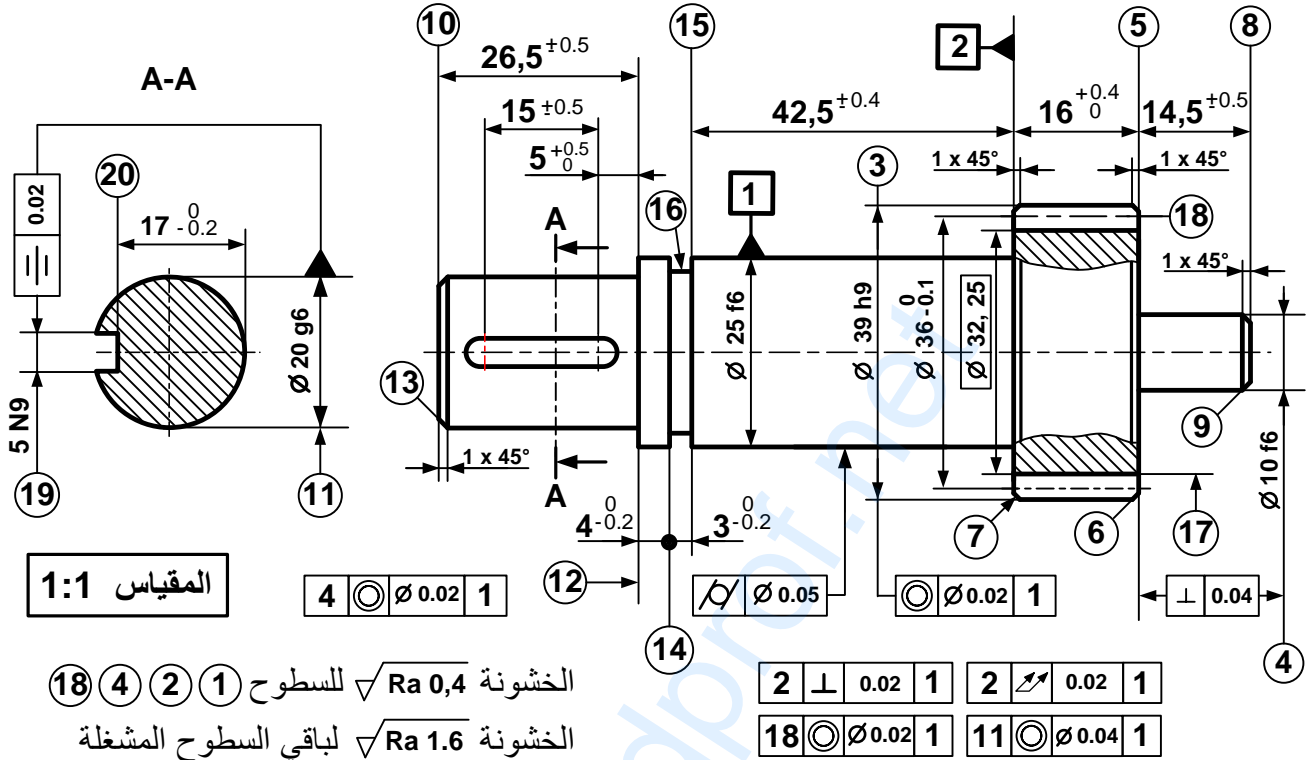 10
15
5
8
2
A-A
26,5 ±0.5
15 ±0.5
5 +0.5 0
42,5 ±0.4
16 +0.4 0
14,5 ±0.5
1 x 45°
1 x 45°
1 x 45°
3
20
0.02
17 0 -0.2
16
1
18
A
Ø 20 g6
Ø 25 f6
Ø 39 h9
Ø 36 0 -0.1
Ø 32, 25
13
9
5 N9
Ø 10 f6
19
11
1 x 45°
A
7
6
17
4 0 -0.2
3 0 -0.2
12
المقياس 1:1
4 ◎ Ø 0.02 1
⌭ Ø 0.05
◎ Ø 0.02 1
⊥ 0.04
14
4
الخشونة Ra 0,4 للسطوح 1 2 4 18
2 ⊥ 0.02 1
2 ⌰ 0.02 1
الخشونة Ra 1.6 لباقي السطوح المشغلة
18 ◎ Ø 0.02 1
11 ◎ Ø 0.04 1